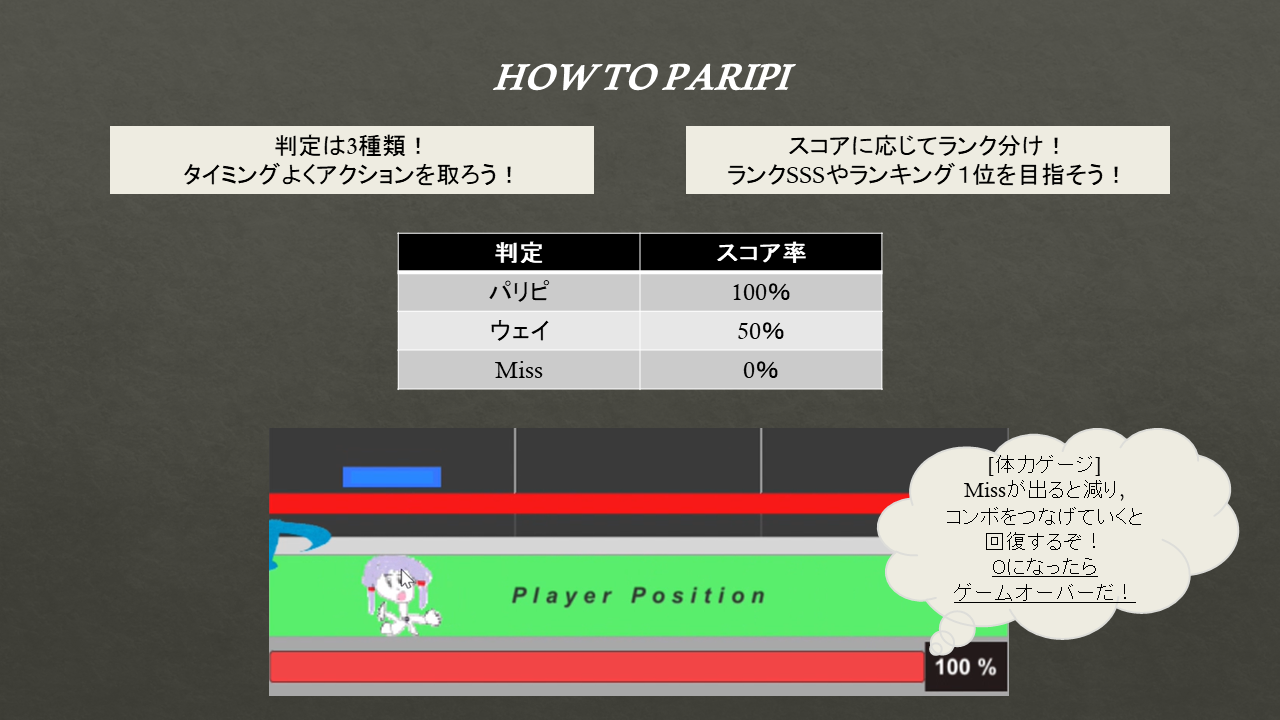 HOW TO PARIPI
判定は3種類！
タイミングよくアクションを取ろう！
スコアに応じてランク分け！
ランクSSSやランキング１位を目指そう！
判定 スコア率
パリピ 100%
ウェイ 50%
Miss 0%
[体力ゲージ]
Missが出ると減り,
コンボをつなげていくと
回復するぞ！
0になったら
ゲームオーバーだ！
Player Position
100 %